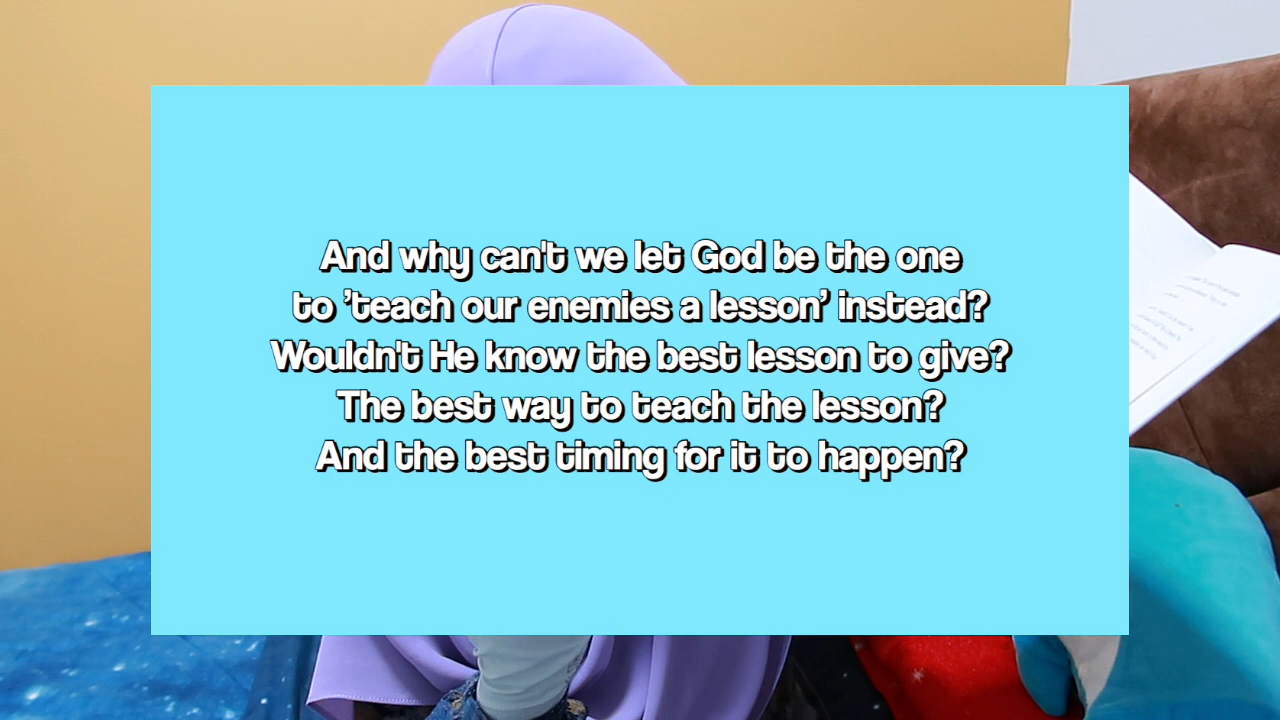 And why can't we let God be the one
to ’teach our enemies a lesson’ instead?
Wouldn't He know the best lesson to give?
The best way to teach the lesson?
And the best timing for it to happen?